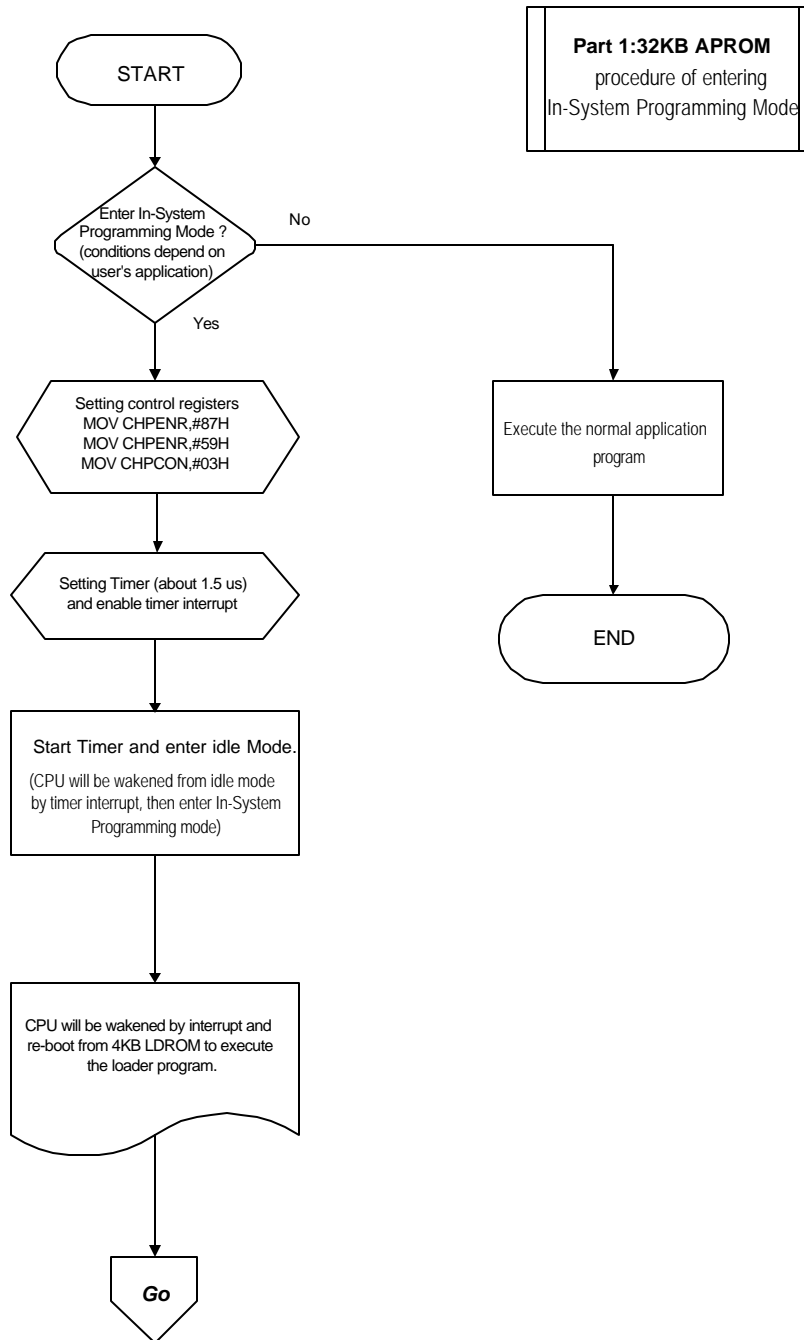 Part 1:32KB APROM
procedure of entering
In-System Programming Mode
START
Enter In-System
Programming Mode ?
(conditions depend on
user's application)
No
Yes
Setting control registers
MOV CHPENR,#87H
MOV CHPENR,#59H
MOV CHPCON,#03H
Execute the normal application
program
Setting Timer (about 1.5 us)
and enable timer interrupt
END
Start Timer and enter idle Mode.
(CPU will be wakened from idle mode
by timer interrupt, then enter In-System
Programming mode)
CPU will be wakened by interrupt and
re-boot from 4KB LDROM to execute
the loader program.
Go